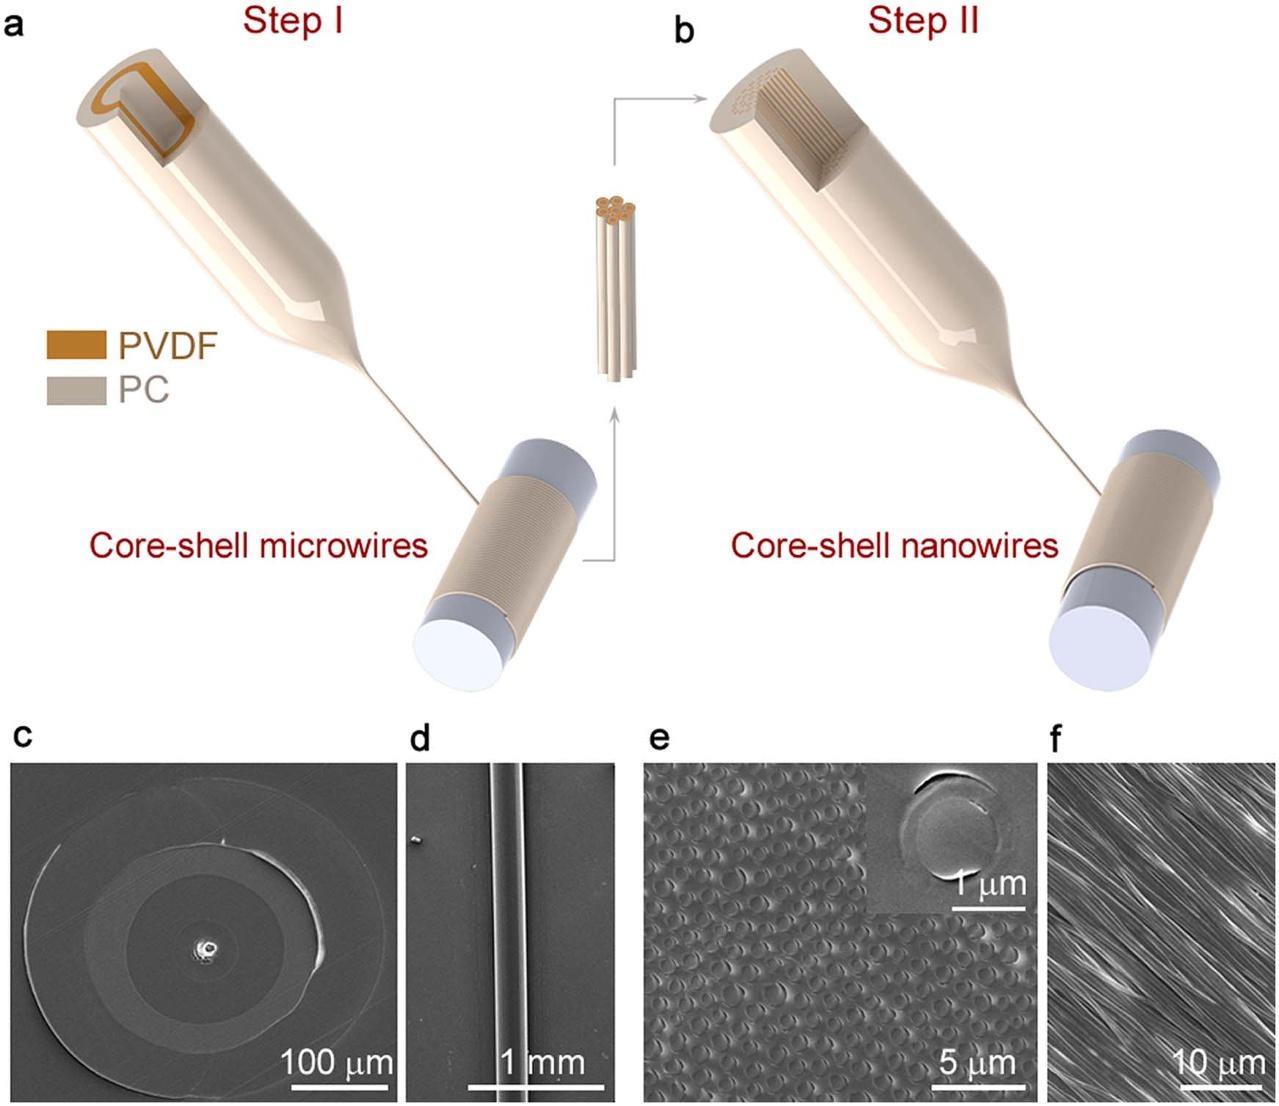 a
Step I
b
Step II
PVDF
PC
Core-shell microwires
Core-shell nanowires
c
d
e
f
100 μm
1 mm
1 μm
5 μm
10 μm